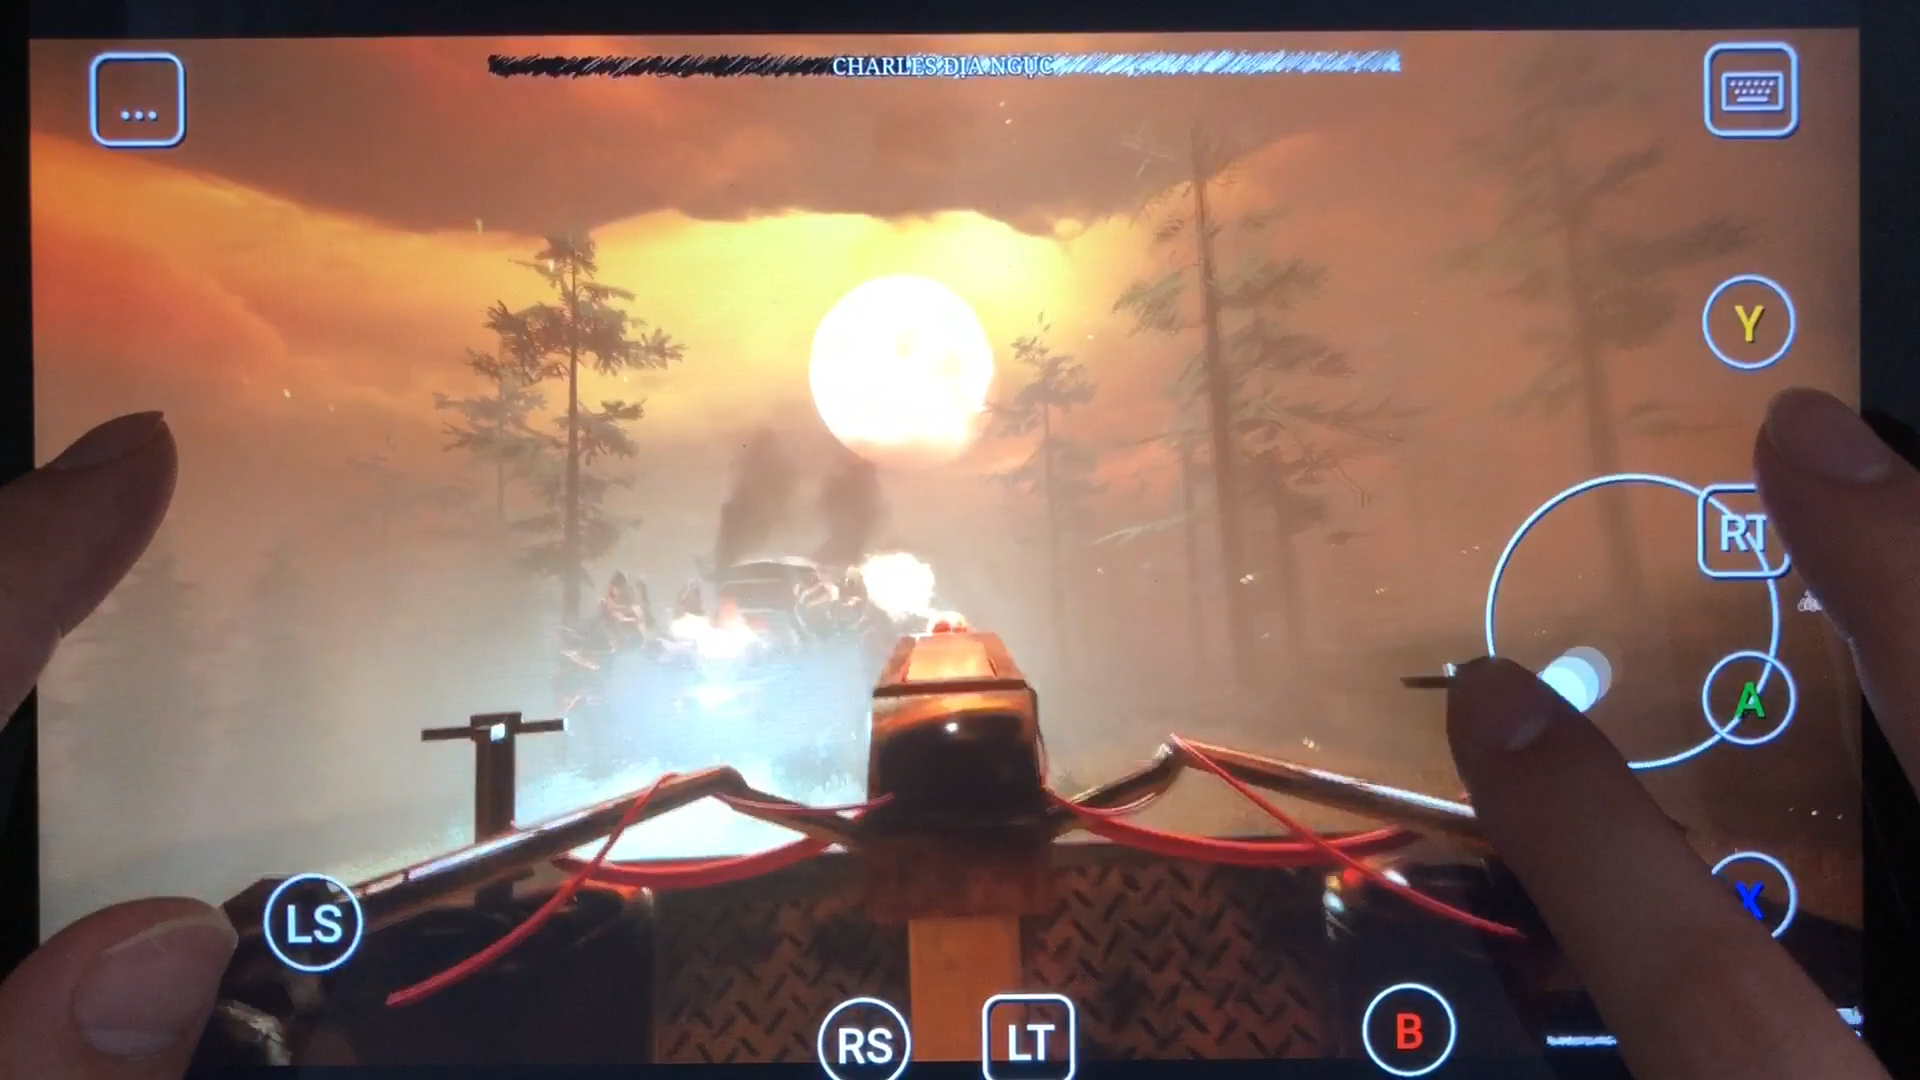 CHARLES ĐỊA NGỤC
...
Y
RT
A
LS
X
RS
LT
B